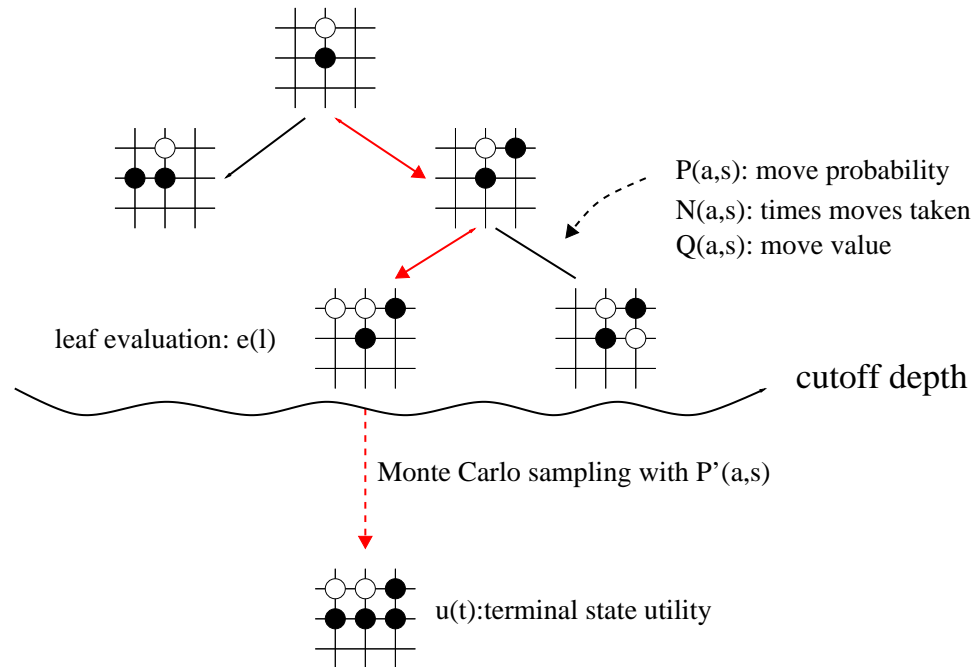 P(a,s): move probability
N(a,s): times moves taken
Q(a,s): move value
leaf evaluation: e(l)
cutoff depth
Monte Carlo sampling with P’(a,s)
u(t):terminal state utility